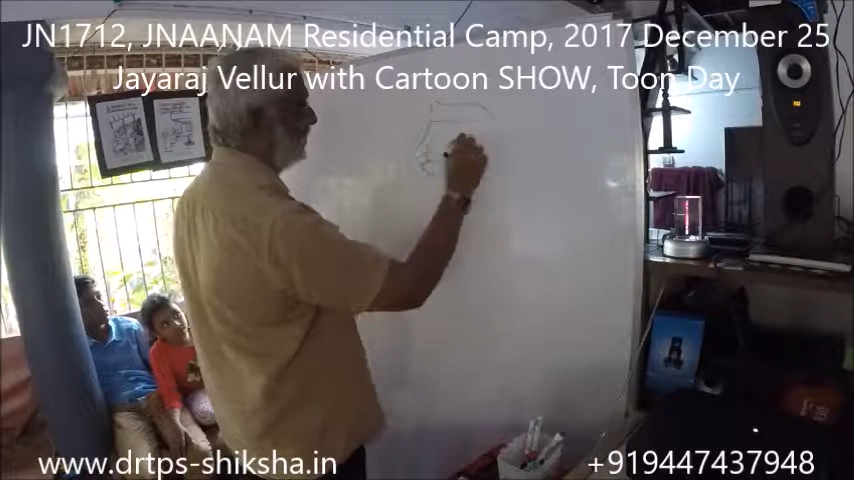 JN1712, JNAANAM Residential Camp, 2017 December 25
Jayaraj Vellur with Cartoon SHOW, Toon Day
www.drtps-shiksha.in
+919447437948